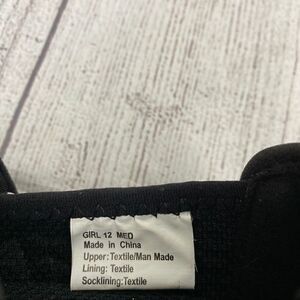 GIRL 12 MED
Made in China
Upper:Textile/Man Made
Lining: Textile
Socklining:Textile